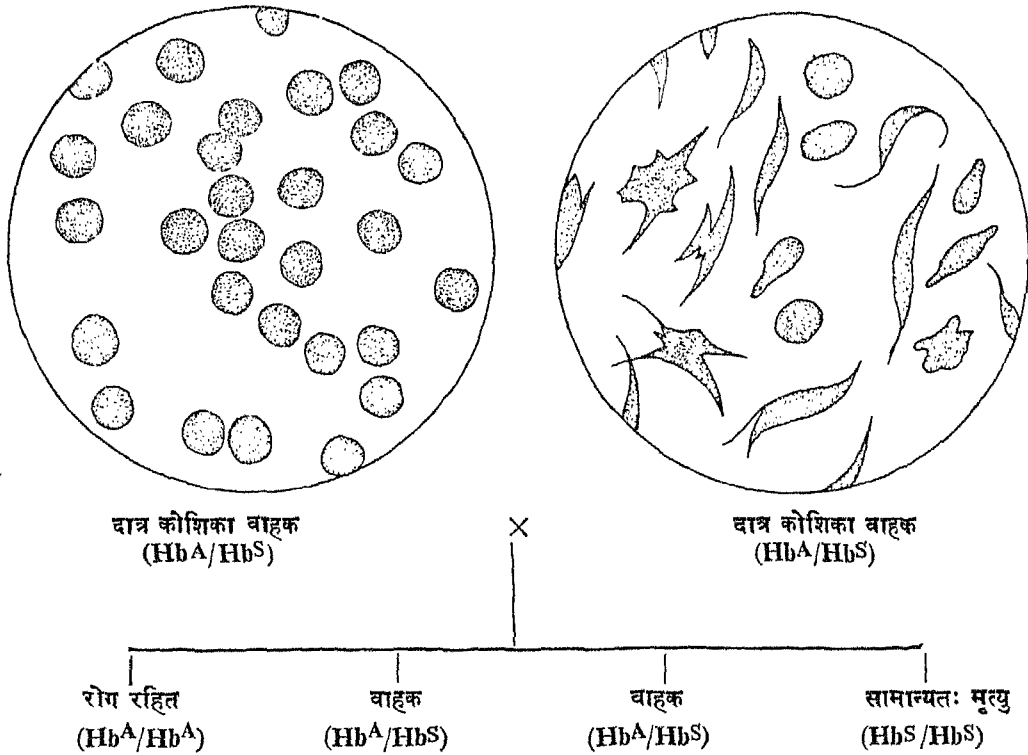 दात्र कोशिका वाहक × दात्र कोशिका वाहक
(HbA/HbS) (HbA/HbS)
रोग रहित वाहक वाहक सामान्यतः मृत्यु
(HbA/HbA) (HbA/HbS) (HbA/HbS) (HbS/HbS)